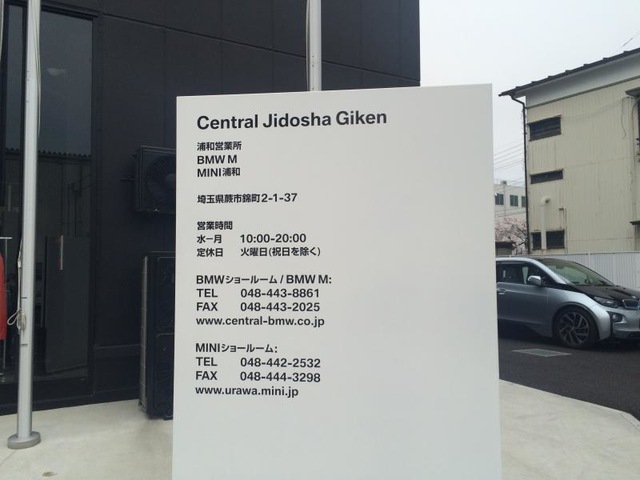 Central Jidosha Giken
浦和営業所
BMW M
MINI浦和
埼玉県蕨市錦町2-1-37
営業時間
水ー月 10:00-20:00
定休日 火曜日(祝日を除く)
BMWショールーム / BMW M:
TEL 048-443-8861
FAX 048-443-2025
www.central-bmw.co.jp
MINIショールーム:
TEL 048-442-2532
FAX 048-444-3298
www.urawa.mini.jp